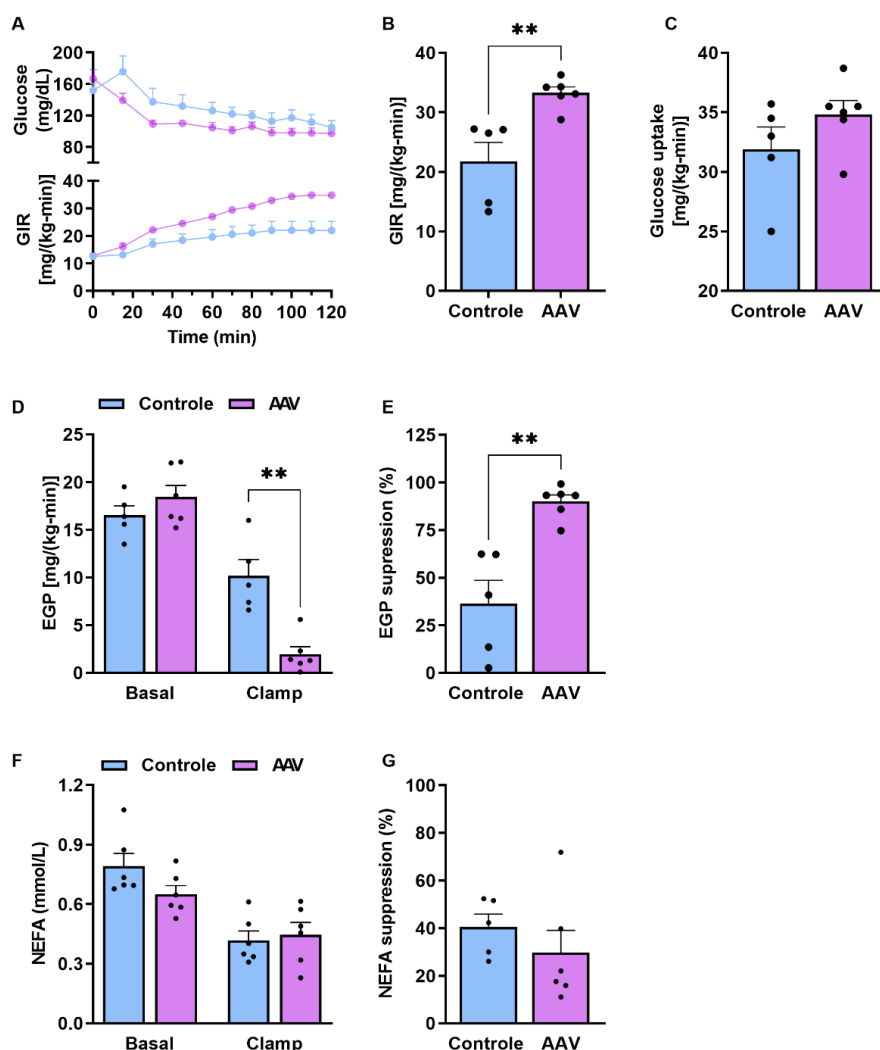 A
Glucose
(mg/dL)
200
160
120
80
GIR
[mg/(kg-min)]
40
30
20
10
0
0 20 40 60 80 100 120
Time (min)
B
**
GIR [mg/(kg-min)]
40
30
20
10
0
Controle AAV
C
Glucose uptake
[mg/(kg-min)]
40
35
30
25
20
Controle AAV
D
Controle AAV
EGP [mg/(kg-min)]
25
20
15
10
5
0
**
Basal Clamp
E
**
EGP supression (%)
125
100
75
50
25
0
Controle AAV
F
Controle AAV
NEFA (mmol/L)
1.2
0.9
0.6
0.3
0.0
Basal Clamp
G
NEFA suppression (%)
100
80
60
40
20
0
Controle AAV